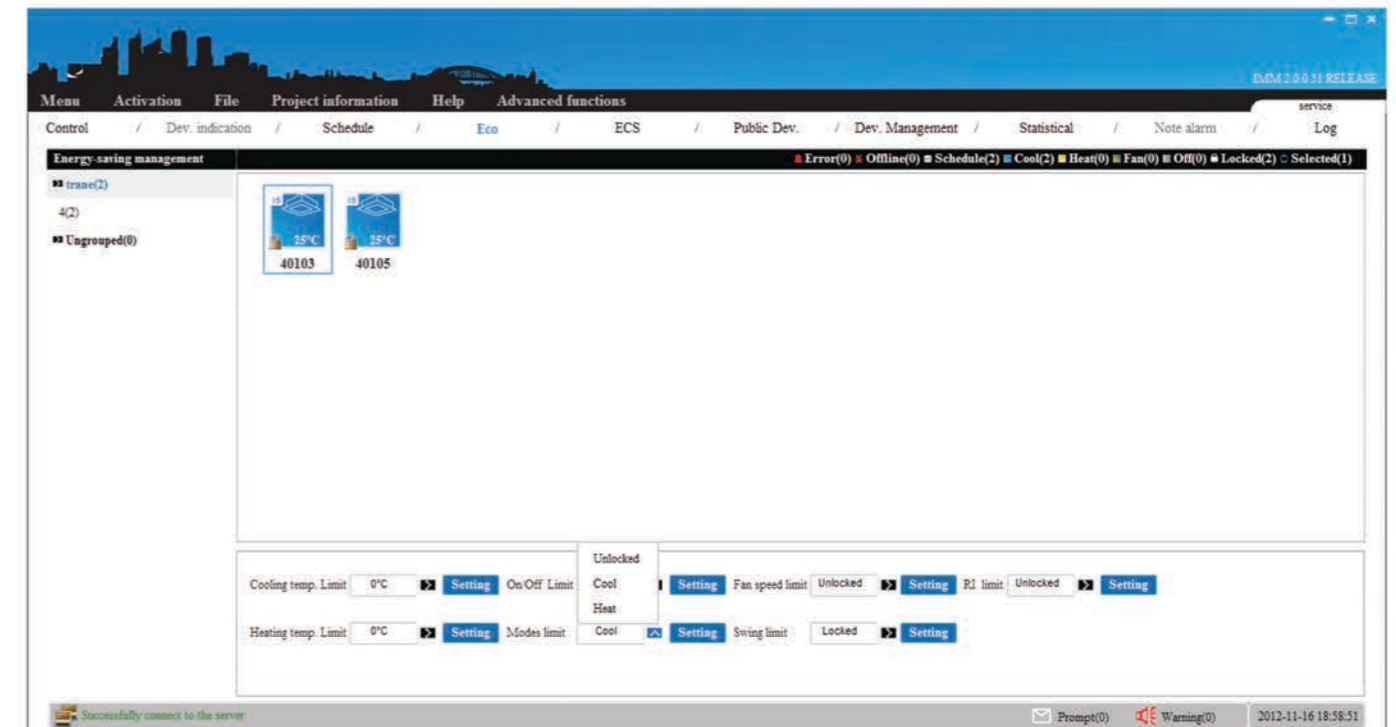 IMM 2.0.0.51 RELEASE
Menu Activation File Project information Help Advanced functions
service
Control / Dev. indication / Schedule / Eco / ECS / Public Dev. / Dev. Management / Statistical / Note alarm / Log
Energy-saving management
Error(0) Offline(0) Schedule(2) Cool(2) Heat(0) Fan(0) Off(0) Locked(2) Selected(1)
trane(2)
4(2)
Ungrouped(0)
IS 25°C IS 25°C
40103 40105
Unlocked
Cool
Heat
Cooling temp. Limit 0°C Setting On/Off Limit Setting Fan speed limit Unlocked Setting R.I. limit Unlocked Setting
Heating temp. Limit 0°C Setting Modes limit Cool Setting Swing limit Locked Setting
Successfully connect to the server
Prompt(0) Warning(0) 2012-11-16 18:58:51